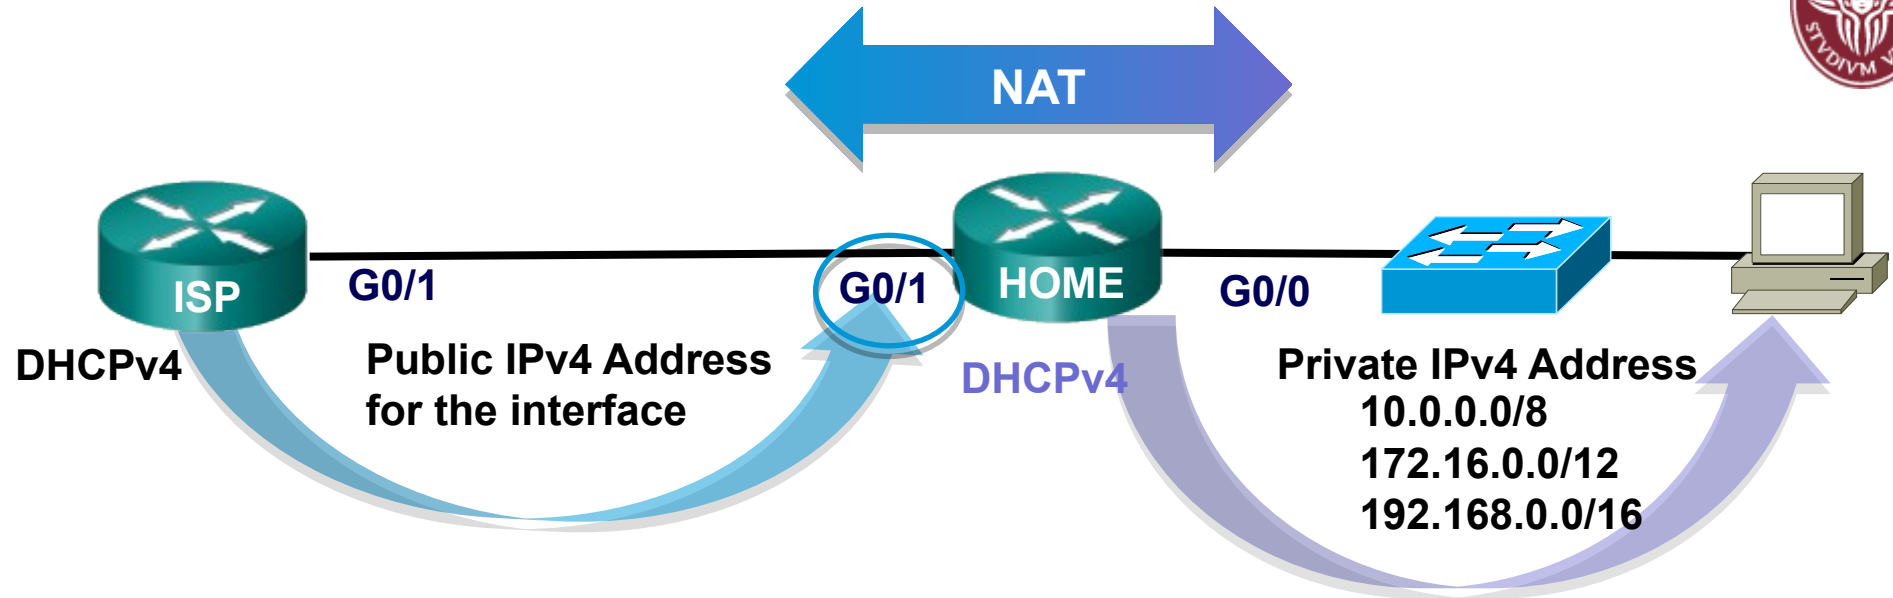 NAT
STVDIVM V
ISP
G0/1
G0/1
HOME
G0/0
DHCPv4
Public IPv4 Address
for the interface
DHCPv4
Private IPv4 Address
10.0.0.0/8
172.16.0.0/12
192.168.0.0/16